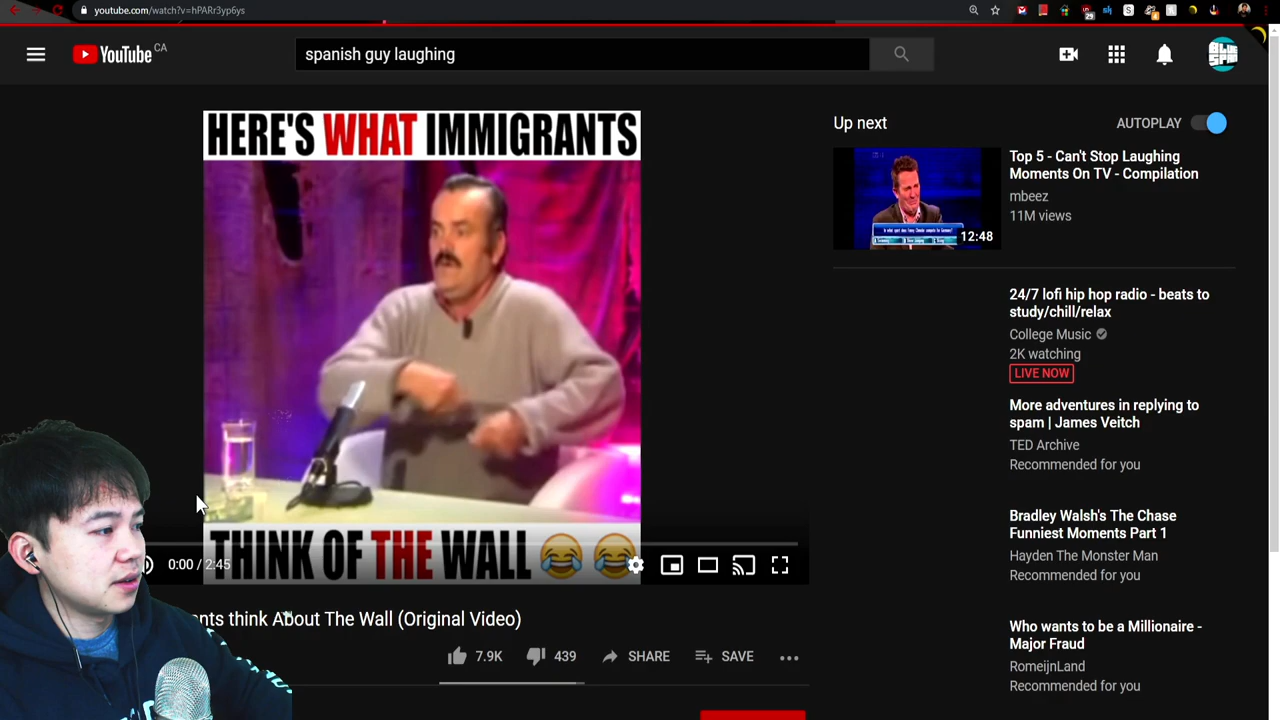 youtube.com/watch?v=hPARr3yp6ys
29
4
YouTube CA
spanish guy laughing
HERE'S WHAT IMMIGRANTS
THINK OF THE WALL
0:00 / 2:45
nts think About The Wall (Original Video)
7.9K
439
SHARE
SAVE
Up next
AUTOPLAY
12:48
Top 5 - Can't Stop Laughing
Moments On TV - Compilation
mbeez
11M views
24/7 lofi hip hop radio - beats to
study/chill/relax
College Music
2K watching
LIVE NOW
More adventures in replying to
spam | James Veitch
TED Archive
Recommended for you
Bradley Walsh's The Chase
Funniest Moments Part 1
Hayden The Monster Man
Recommended for you
Who wants to be a Millionaire -
Major Fraud
RomeijnLand
Recommended for you